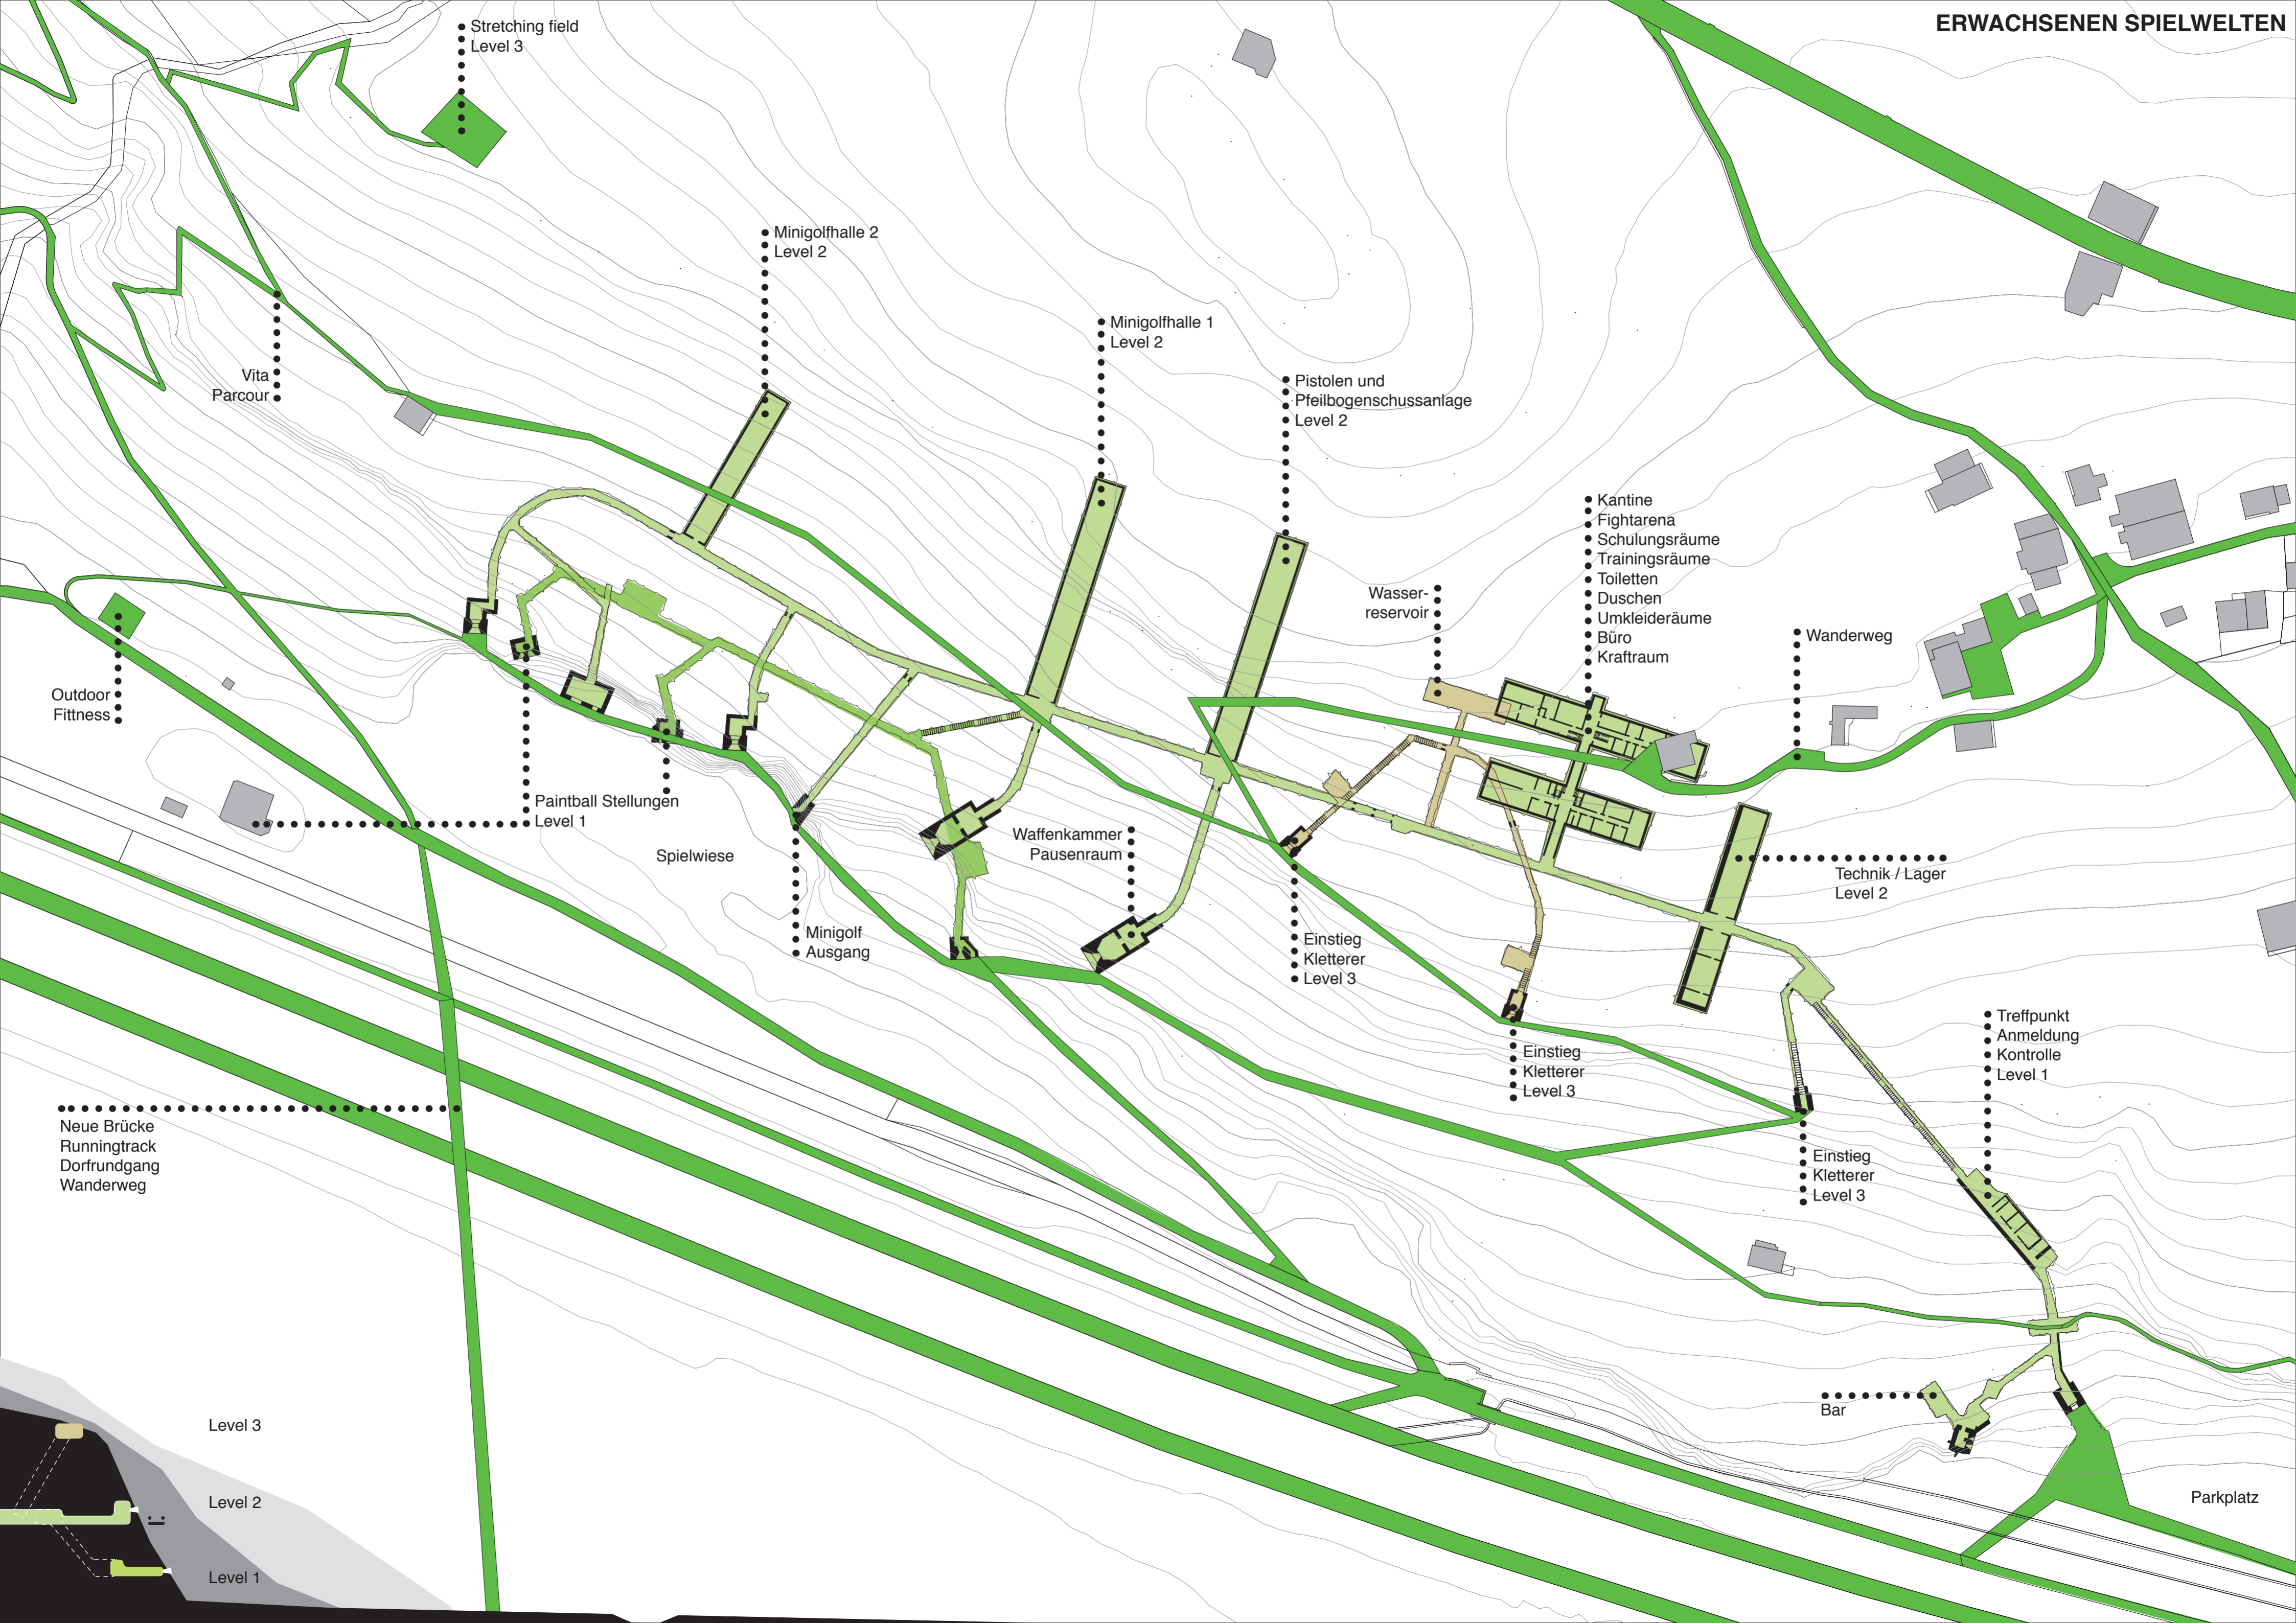 ERWACHSENEN SPIELWELTEN
Stretching field
Level 3
Minigolfhalle 2
Level 2
Minigolfhalle 1
Level 2
Vita
Parcour
Pistolen und
Pfeilbogenschussanlage
Level 2
Kantine
Fightarena
Schulungsräume
Trainingsräume
Toiletten
Duschen
Umkleideräume
Büro
Kraftraum
Wasser-
reservoir
Wanderweg
Outdoor
Fittness
Paintball Stellungen
Level 1
Spielwiese
Waffenkammer
Pausenraum
Technik / Lager
Level 2
Minigolf
Ausgang
Einstieg
Kletterer
Level 3
Einstieg
Kletterer
Level 3
Treffpunkt
Anmeldung
Kontrolle
Level 1
Neue Brücke
Runningtrack
Dorfrundgang
Wanderweg
Einstieg
Kletterer
Level 3
Bar
Parkplatz
Level 3
Level 2
Level 1